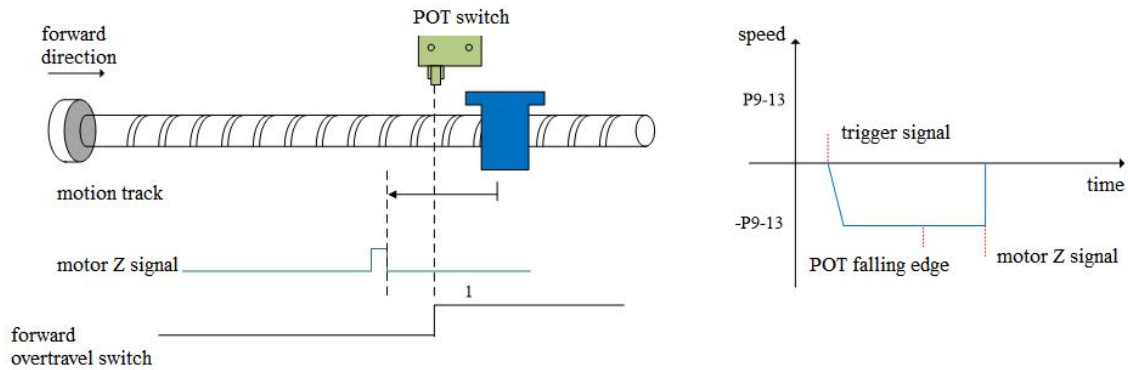 POT switch
forward
direction
motion track
motor Z signal
1
forward
overtravel switch
speed
P9-13
trigger signal
time
-P9-13
POT falling edge
motor Z signal